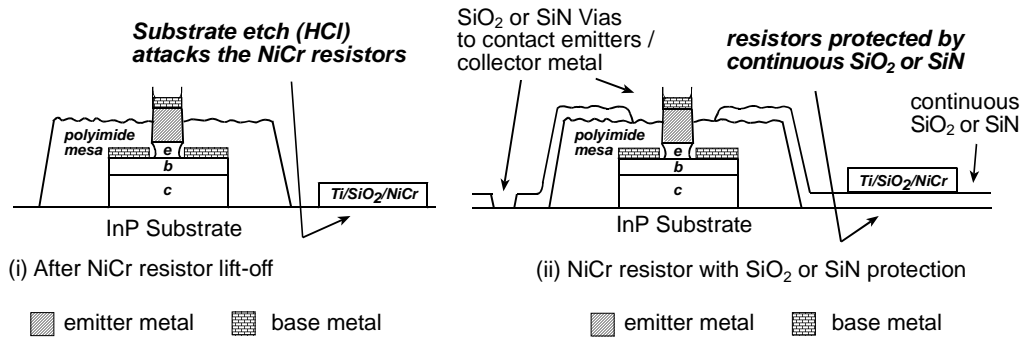 Substrate etch (HCl)
attacks the NiCr resistors
polyimide
mesa
e
b
c
Ti/SiO2/NiCr
InP Substrate
(i) After NiCr resistor lift-off
emitter metal
base metal
SiO₂ or SiN Vias
to contact emitters /
collector metal
resistors protected by
continuous SiO₂ or SiN
continuous
SiO₂ or SiN
polyimide
mesa
e
b
c
Ti/SiO2/NiCr
InP Substrate
(ii) NiCr resistor with SiO₂ or SiN protection
emitter metal
base metal